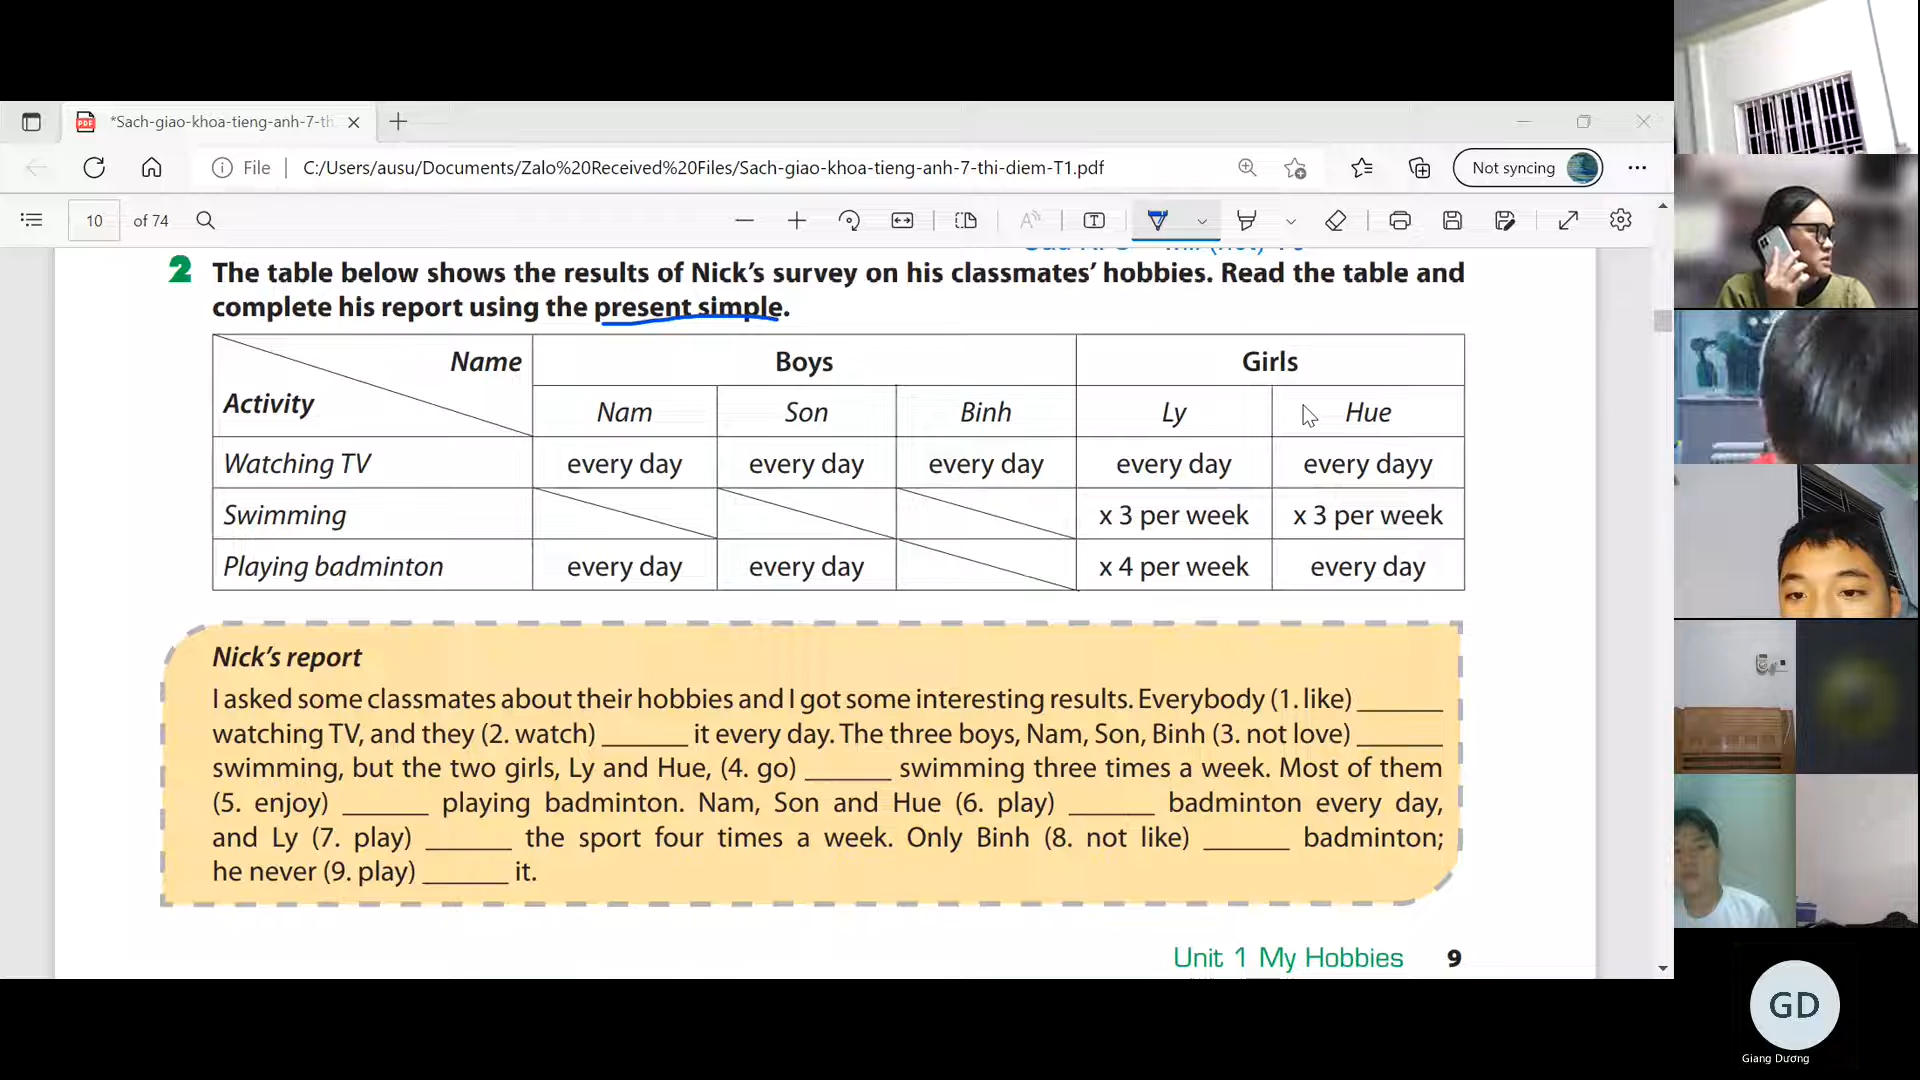 *Sach-giao-khoa-tieng-anh-7-th
File
C:/Users/ausu/Documents/Zalo%20Received%20Files/Sach-giao-khoa-tieng-anh-7-thi-diem-T1.pdf
Not syncing
10 of 74
2 The table below shows the results of Nick's survey on his classmates' hobbies. Read the table and
complete his report using the present simple.
Name Boys Girls
Activity Nam Son Binh Ly Hue
Watching TV every day every day every day every day every dayy
Swimming x 3 per week x 3 per week
Playing badminton every day every day x 4 per week every day
Nick's report
I asked some classmates about their hobbies and I got some interesting results. Everybody (1. like) ______
watching TV, and they (2. watch) ______ it every day. The three boys, Nam, Son, Binh (3. not love) ______
swimming, but the two girls, Ly and Hue, (4. go) ______ swimming three times a week. Most of them
(5. enjoy) ______ playing badminton. Nam, Son and Hue (6. play) ______ badminton every day,
and Ly (7. play) ______ the sport four times a week. Only Binh (8. not like) ______ badminton;
he never (9. play) ______ it.
Unit 1 My Hobbies 9
GD
Giang Dương